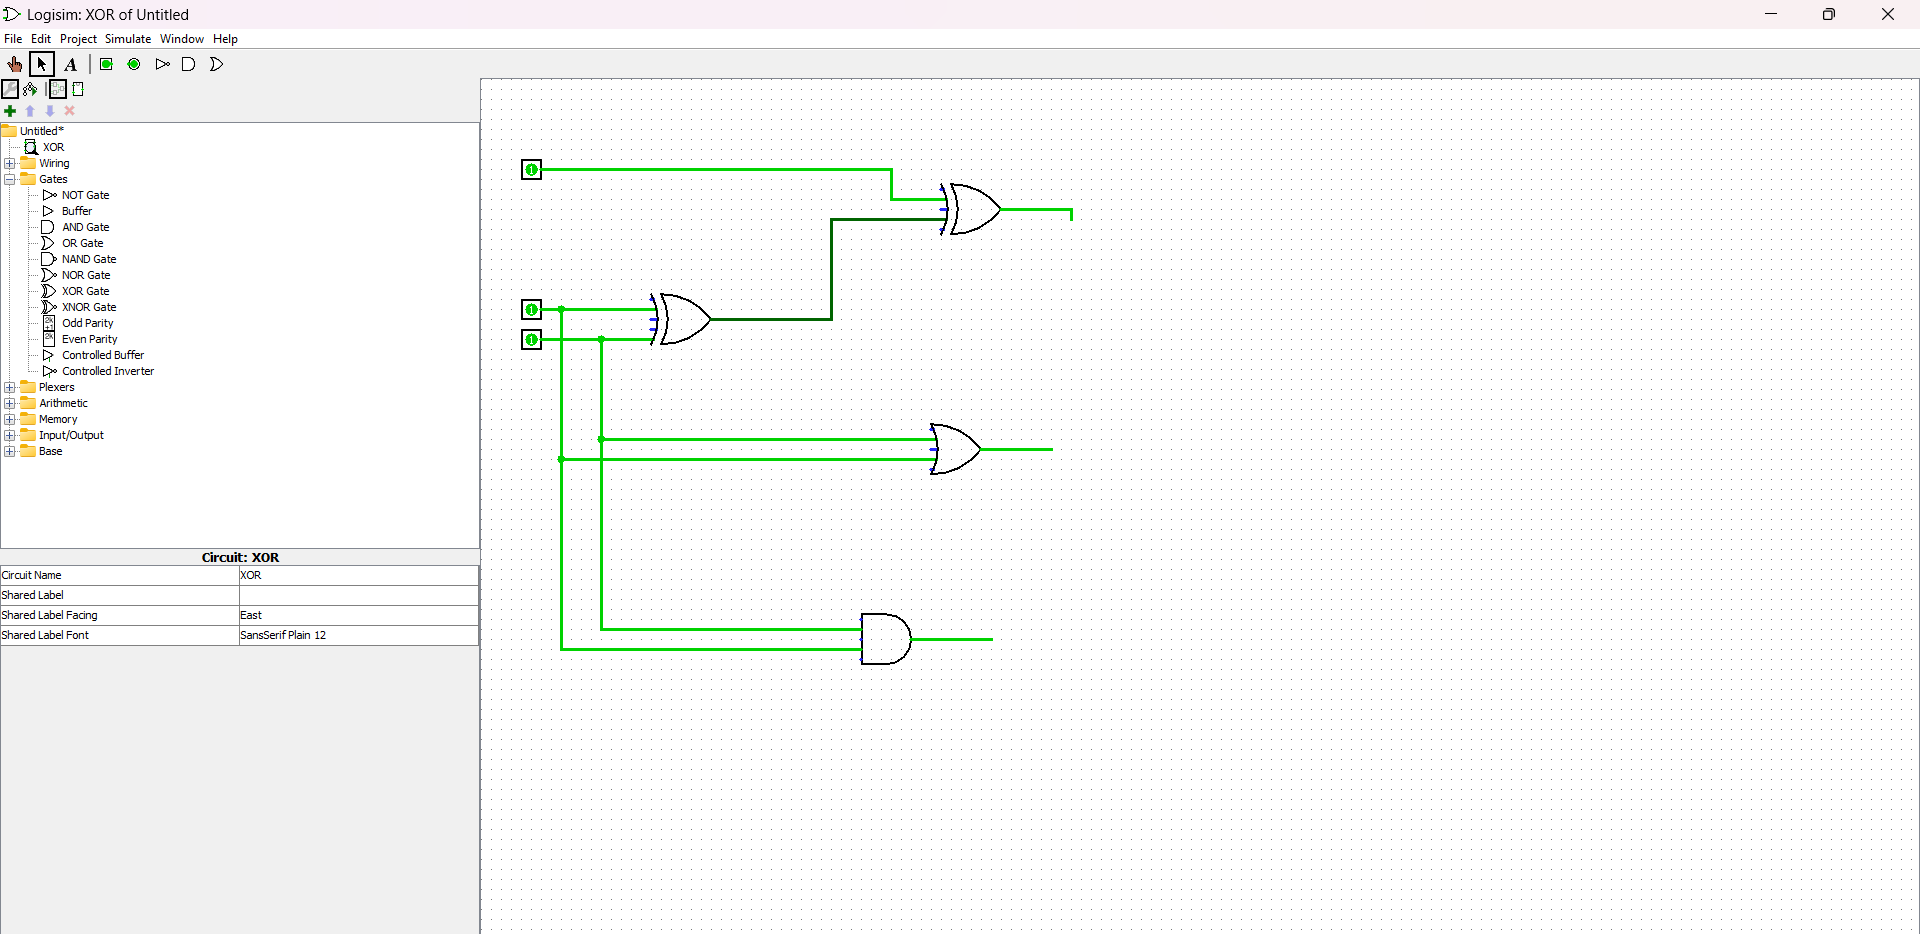 Logisim: XOR of Untitled
File Edit Project Simulate Window Help
A
Untitled*
XOR
Wiring
Gates
NOT Gate
Buffer
AND Gate
OR Gate
NAND Gate
NOR Gate
XOR Gate
XNOR Gate
Odd Parity
Even Parity
Controlled Buffer
Controlled Inverter
Plexers
Arithmetic
Memory
Input/Output
Base
Circuit: XOR
Circuit Name XOR
Shared Label
Shared Label Facing East
Shared Label Font SansSerif Plain 12
1
1
1